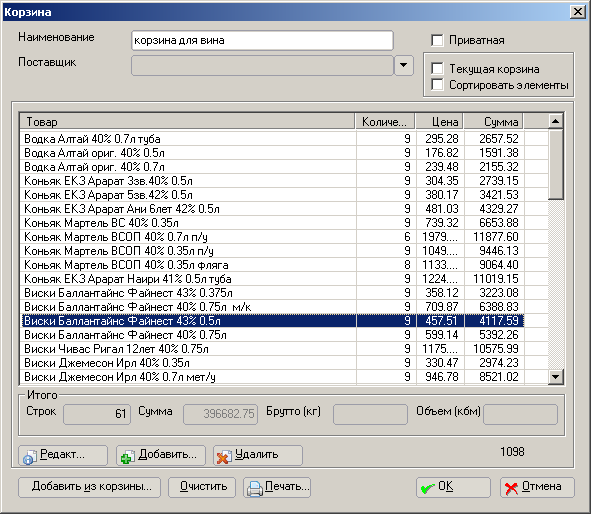 Корзина
Наименование корзина для вина Приватная
Поставщик
Текущая корзина
Сортировать элементы
Товар Количе... Цена Сумма
Водка Алтай 40% 0.7л туба 9 295.28 2657.52
Водка Алтай ориг. 40% 0.5л 9 176.82 1591.38
Водка Алтай ориг. 40% 0.7л 9 239.48 2155.32
Коньяк ЕКЗ Арарат 3зв.40% 0.5л 9 304.35 2739.15
Коньяк ЕКЗ Арарат 5зв.42% 0.5л 9 380.17 3421.53
Коньяк ЕКЗ Арарат Ани 6лет 42% 0.5л 9 481.03 4329.27
Коньяк Мартель ВС 40% 0.35л 9 739.32 6653.88
Коньяк Мартель ВСОП 40% 0.7л п/у 6 1979.... 11877.60
Коньяк Мартель ВСОП 40% 0.35л п/у 9 1049.... 9446.13
Коньяк Мартель ВСОП 40% 0.35л фляга 8 1133.... 9064.40
Коньяк ЕКЗ Арарат Наири 41% 0.5л туба 9 1224.... 11019.15
Виски Баллантайнс Файнест 43% 0.375л 9 358.12 3223.08
Виски Баллантайнс Файнест 40% 0.75л м/к 9 709.87 6388.83
Виски Баллантайнс Файнест 43% 0.5л 9 457.51 4117.59
Виски Баллантайнс Файнест 40% 0.75л 9 599.14 5392.26
Виски Чивас Ригал 12лет 40% 0.75л 9 1175.... 10575.99
Виски Джемесон Ирл 40% 0.35л 9 330.47 2974.23
Виски Джемесон Ирл 40% 0.7л мет/у 9 946.78 8521.02
Итого
Строк 61 Сумма 396682.75 Брутто (кг) Объем (кбм)
Редакт... Добавить... Удалить 1098
Добавить из корзины... Очистить Печать... OK Отмена